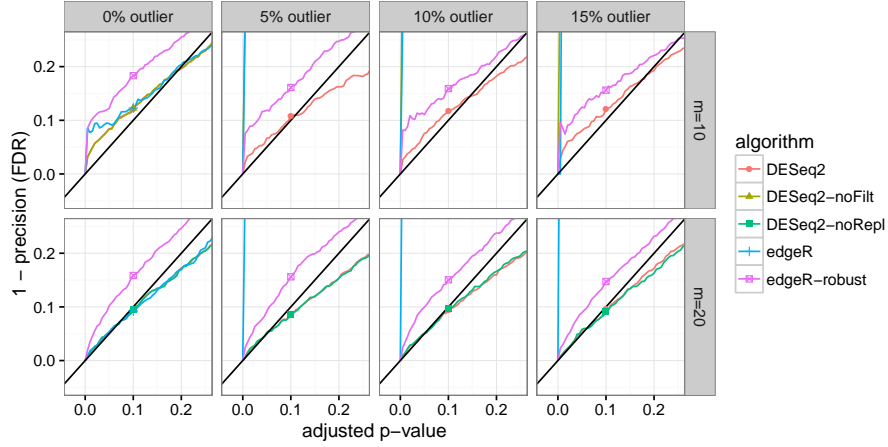 0% outlier 5% outlier 10% outlier 15% outlier
0.2
0.1
0.0
m=10
0.2
0.1
0.0
m=20
1 − precision (FDR)
0.0 0.1 0.2 0.0 0.1 0.2 0.0 0.1 0.2 0.0 0.1 0.2
adjusted p−value
algorithm
DESeq2
DESeq2−noFilt
DESeq2−noRepl
edgeR
edgeR−robust